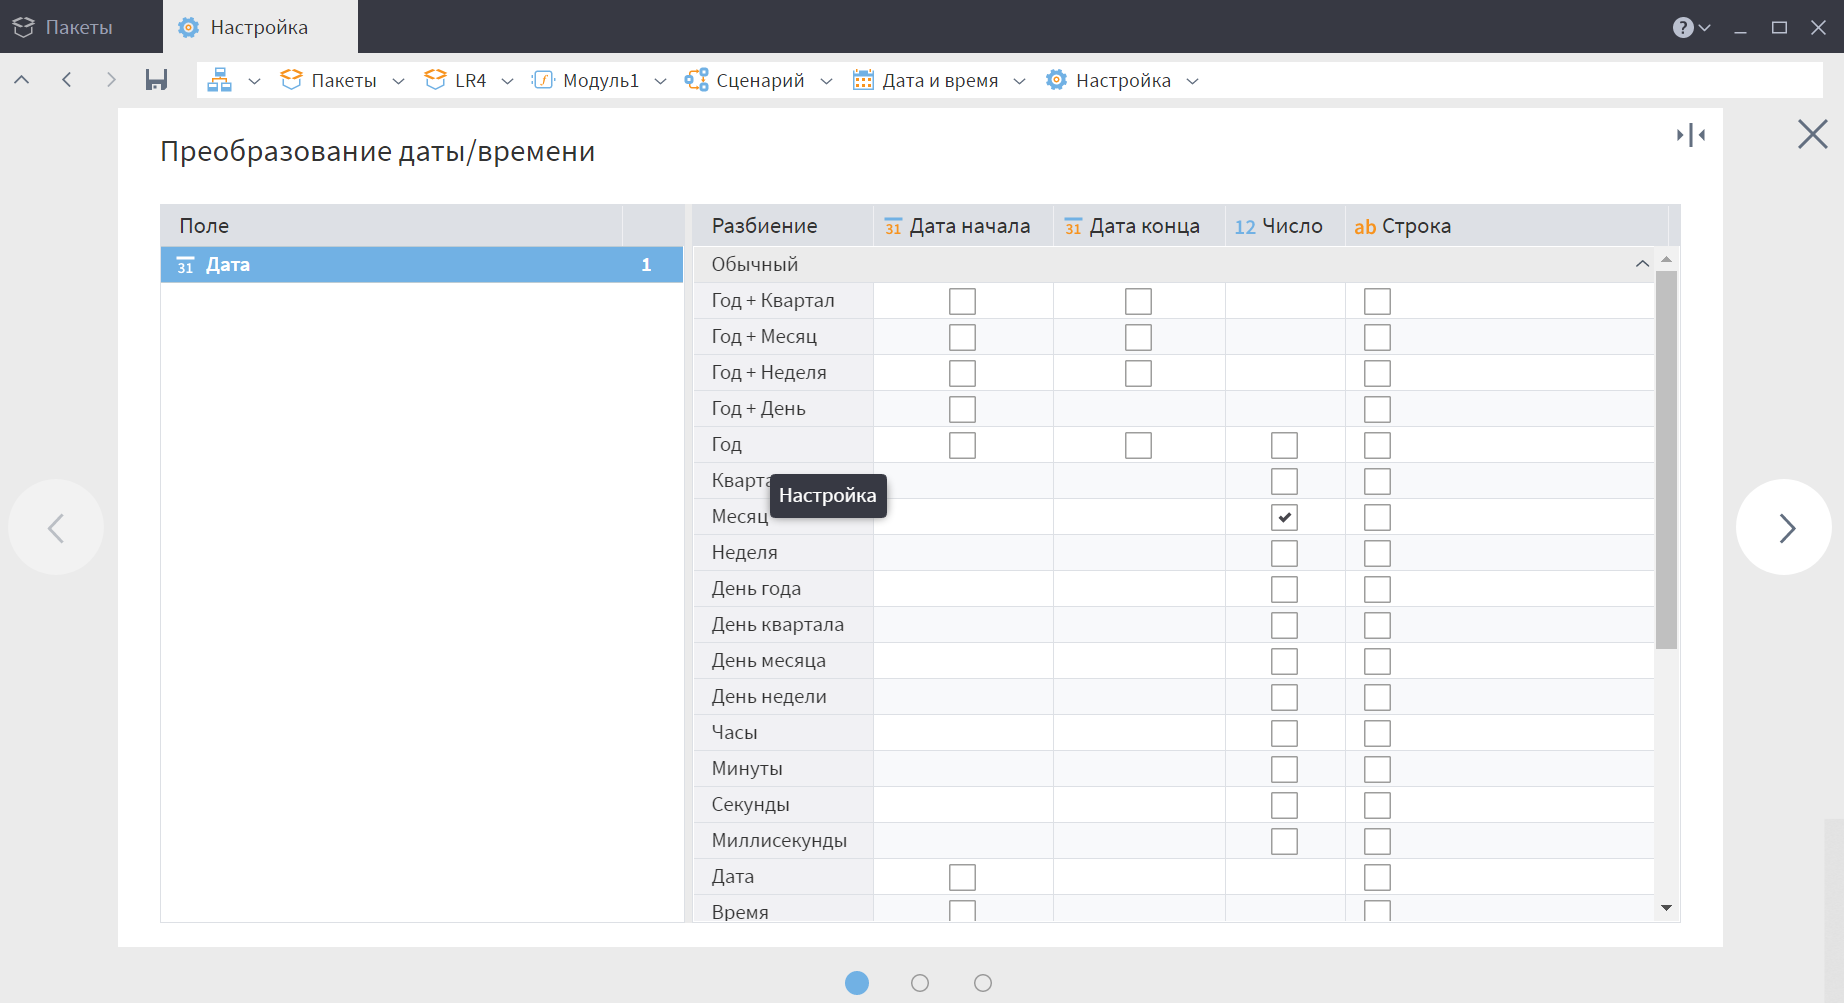 Пакеты
Настройка
Пакеты
LR4
Модуль1
Сценарий
Дата и время
Настройка
Преобразование даты/времени
Поле
Разбиение
31 Дата начала
31 Дата конца
12 Число
ab Строка
31 Дата 1
Обычный
Год + Квартал
Год + Месяц
Год + Неделя
Год + День
Год
Настройка
Месяц
Неделя
День года
День квартала
День месяца
День недели
Часы
Минуты
Секунды
Миллисекунды
Дата
Время